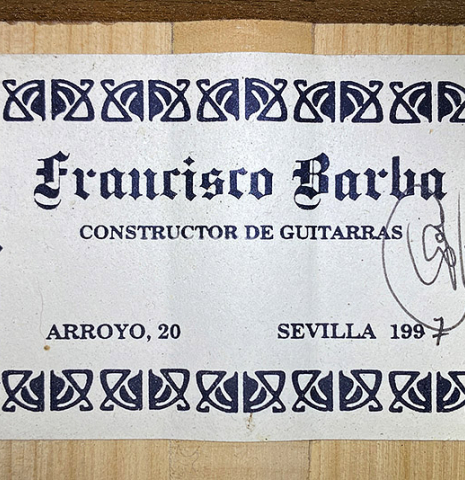 Francisco Barba
CONSTRUCTOR DE GUITARRAS
ARROYO, 20 SEVILLA 1997